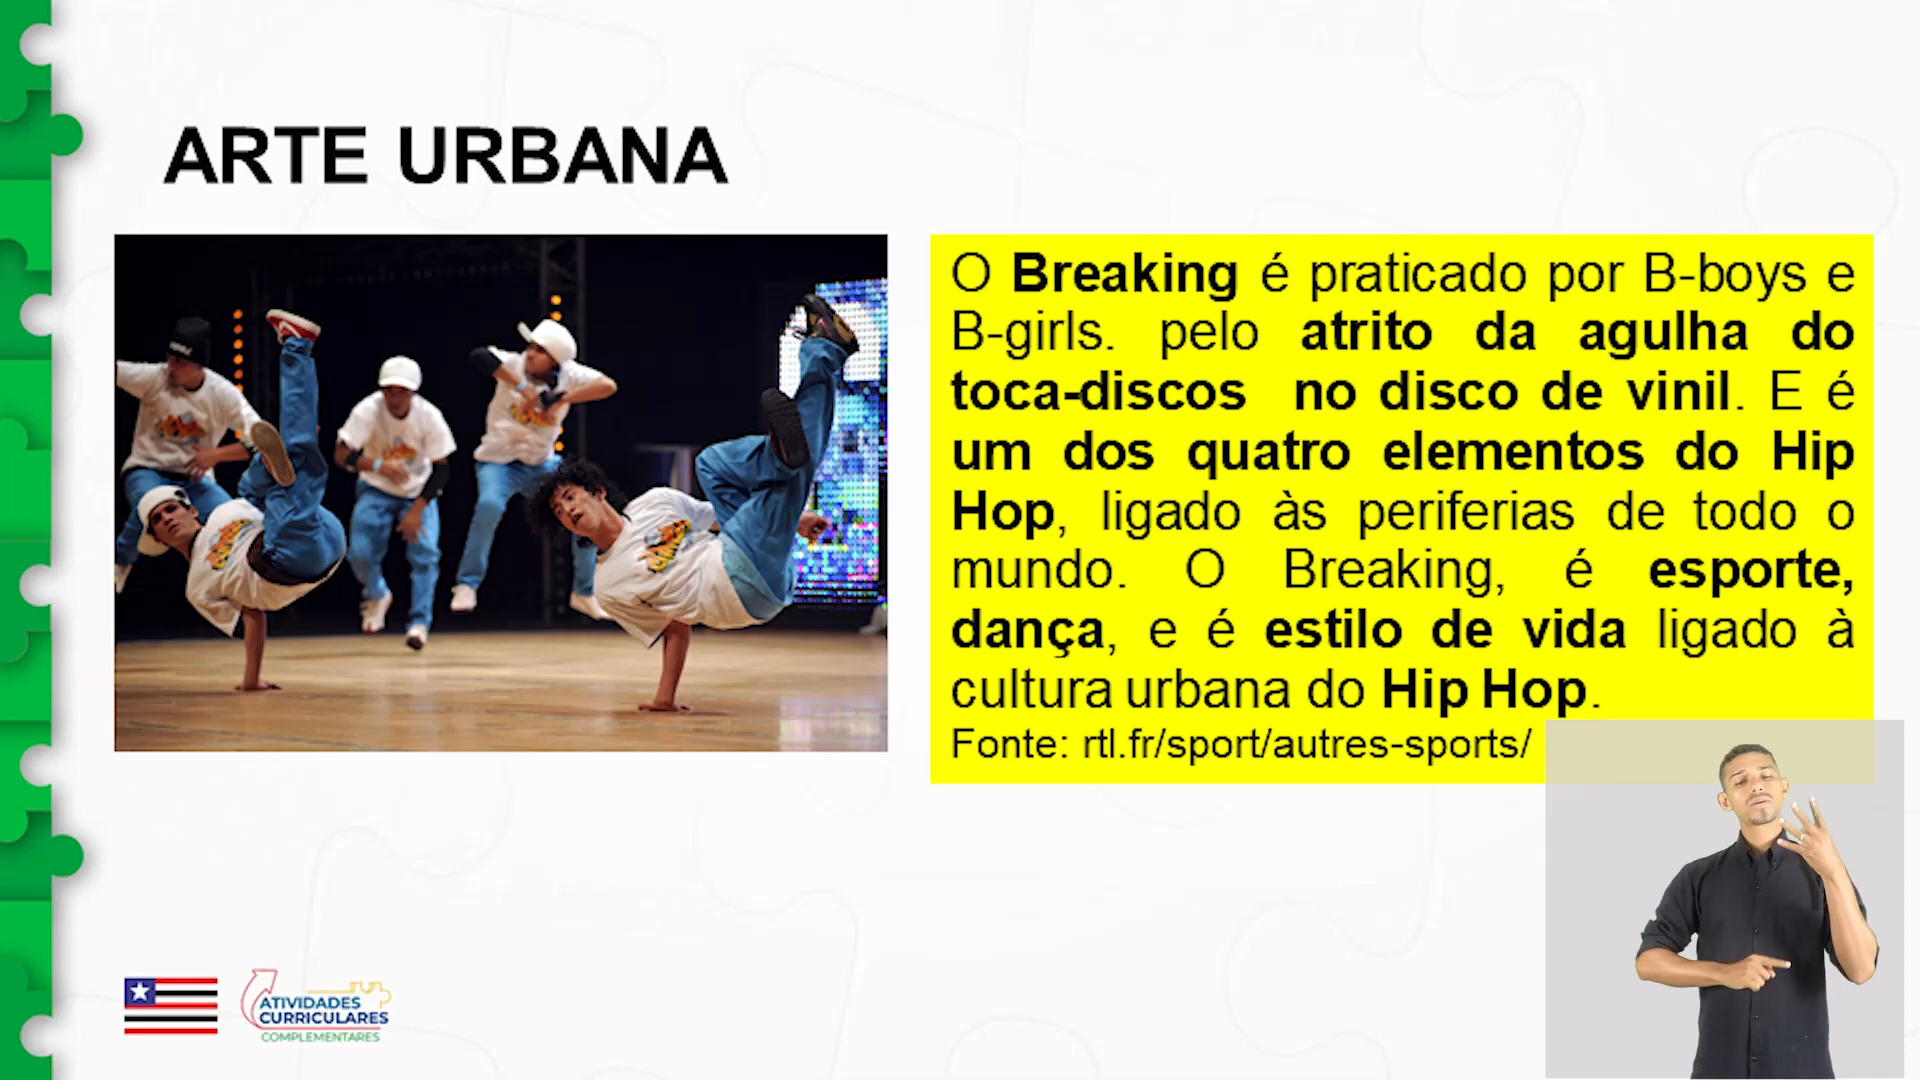 ARTE URBANA
O Breaking é praticado por B-boys e
B-girls. pelo atrito da agulha do
toca-discos no disco de vinil. E é
um dos quatro elementos do Hip
Hop, ligado às periferias de todo o
mundo. O Breaking, é esporte,
dança, e é estilo de vida ligado à
cultura urbana do Hip Hop.
Fonte: rtl.fr/sport/autres-sports/
ATIVIDADES
CURRICULARES
COMPLEMENTARES